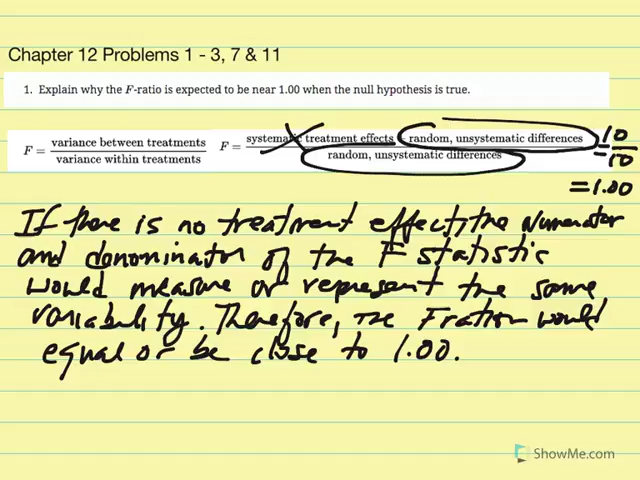 Chapter 12 Problems 1 - 3, 7 & 11
1. Explain why the F-ratio is expected to be near 1.00 when the null hypothesis is true.
F = variance between treatments / variance within treatments
F = systematic treatment effects + random, unsystematic differences / random, unsystematic differences
= 10 / 10
= 1.00
If there is no treatment effect, the Numerator
and donominator of the F statistic
would measure or represent the same
variability. Therefore, the F ration would
equal or be close to 1.00.
ShowMe.com